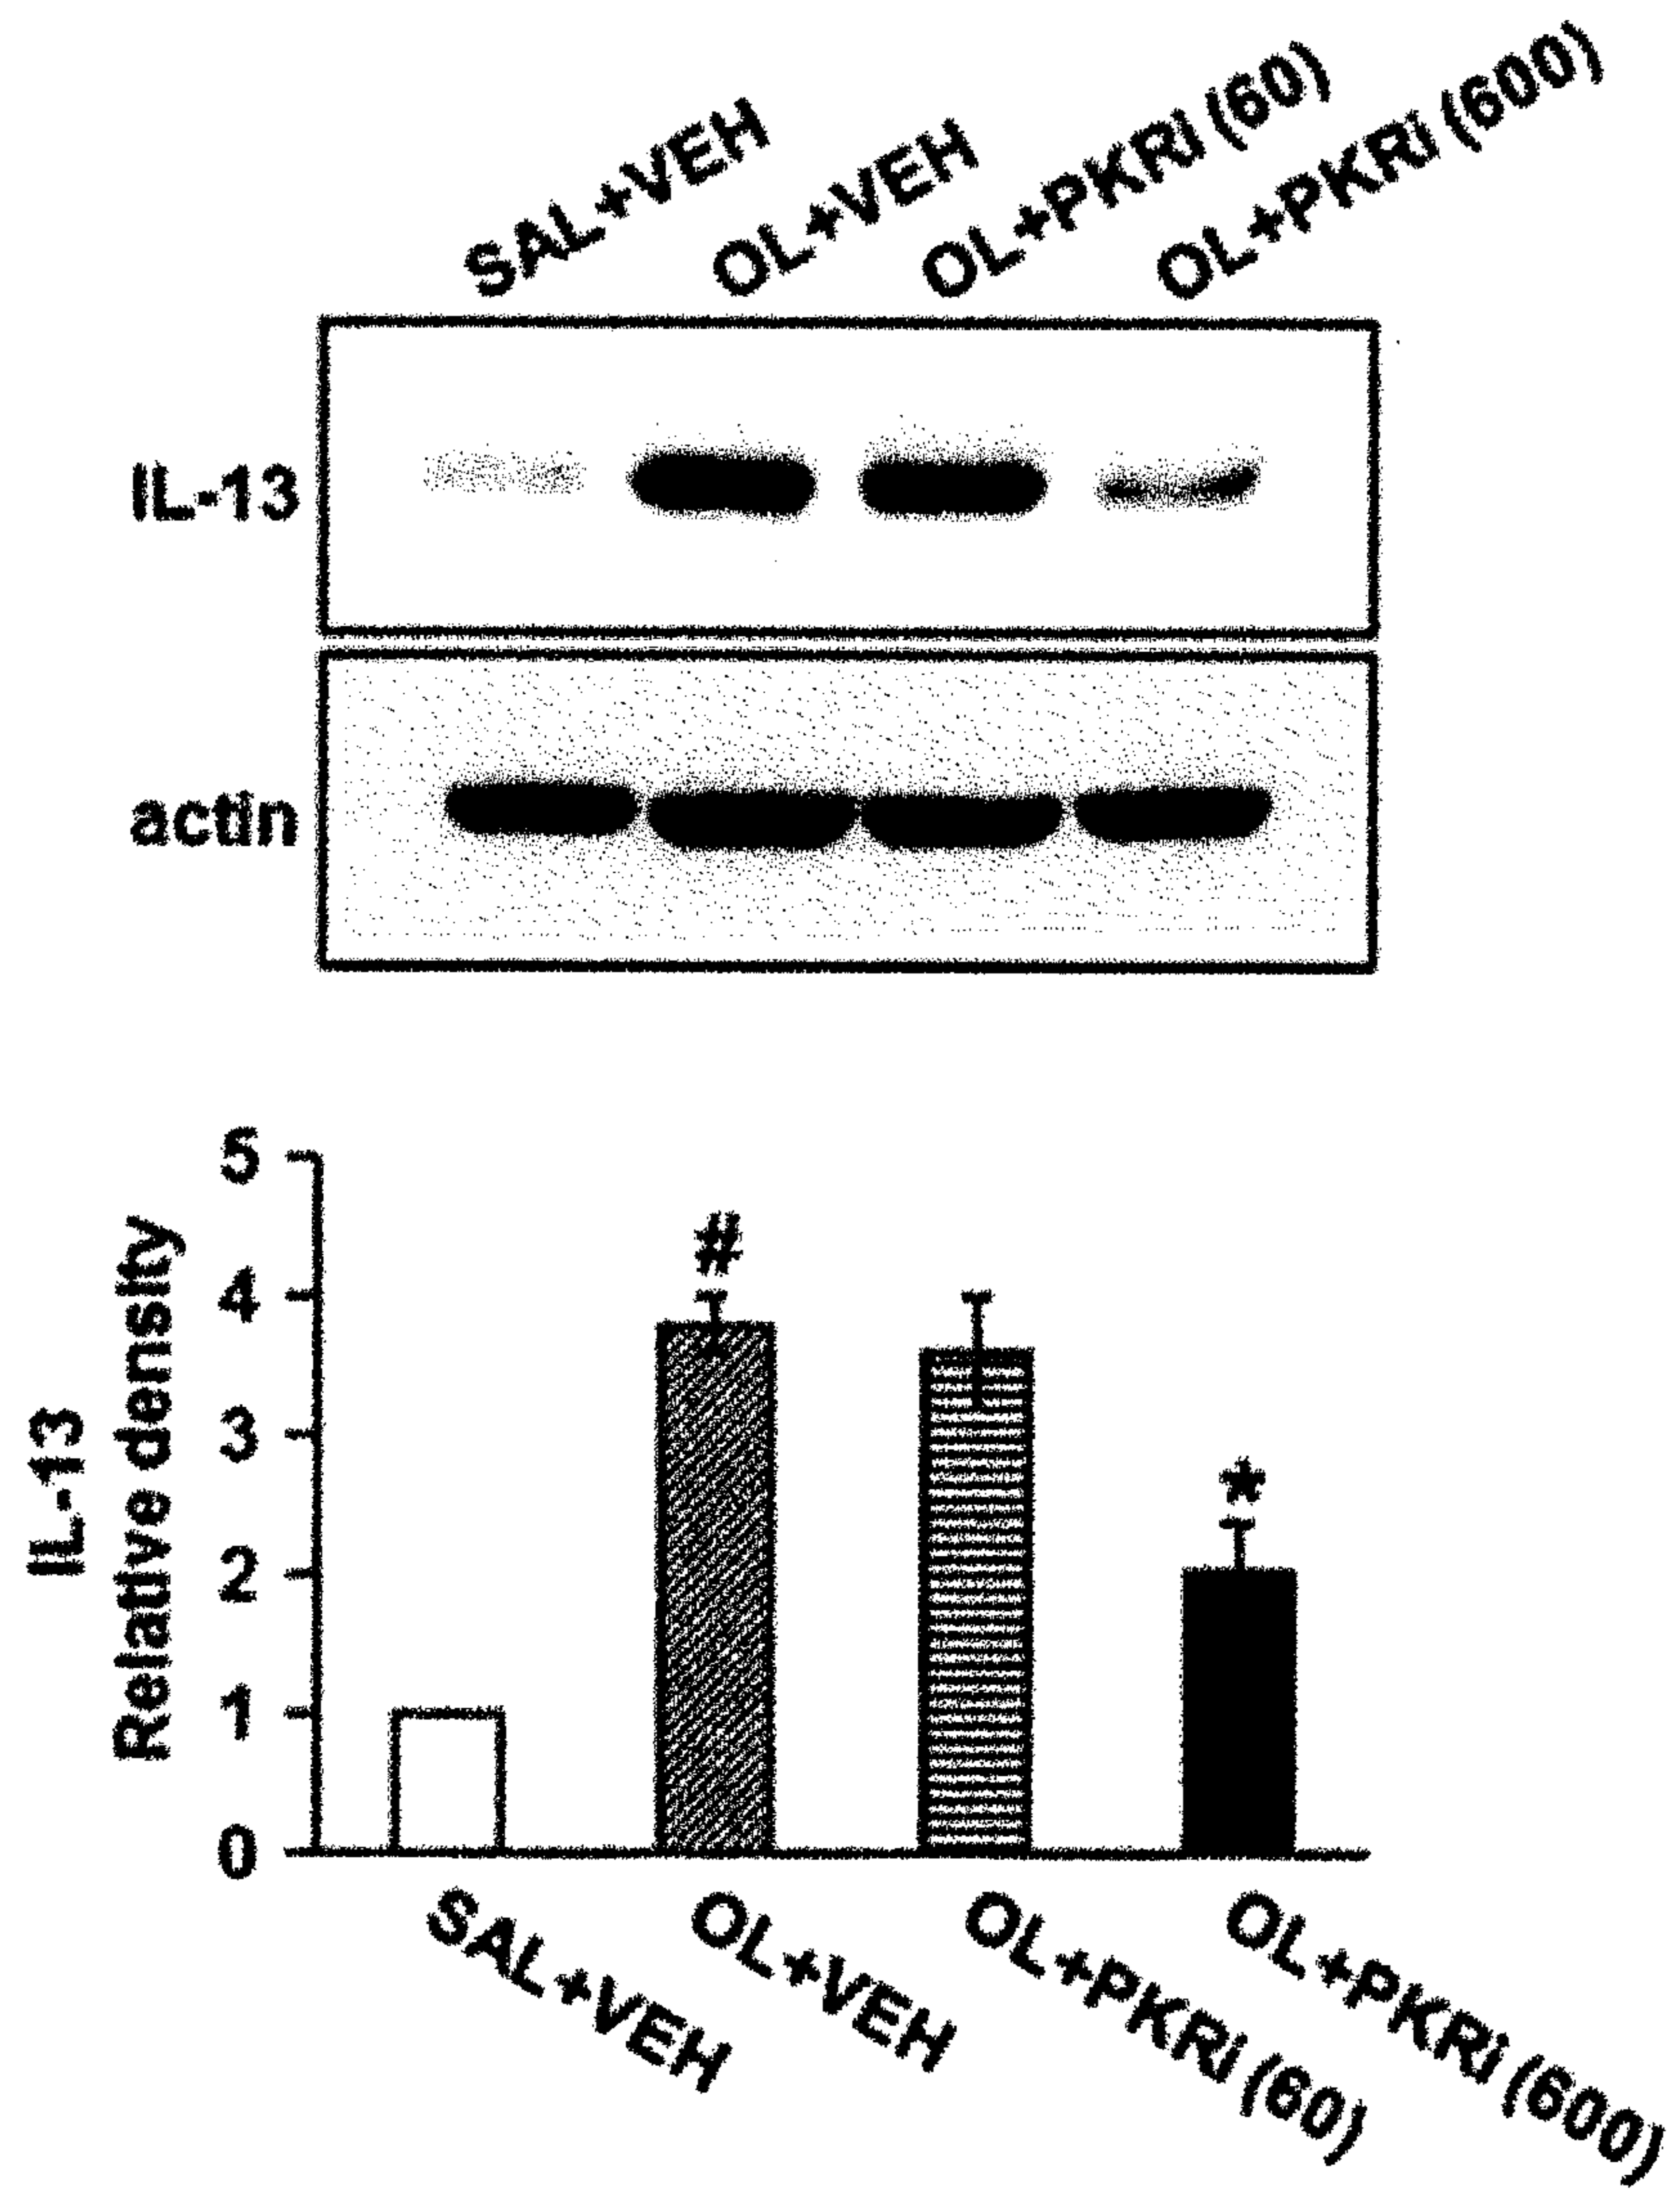 SAL+VEH
OL+VEH
OL+PKRi (60)
OL+PKRi (600)
IL-13
actin
IL-13
Relative density
5
4
3
2
1
0
#
*
SAL+VEH
OL+VEH
OL+PKRi (60)
OL+PKRi (600)